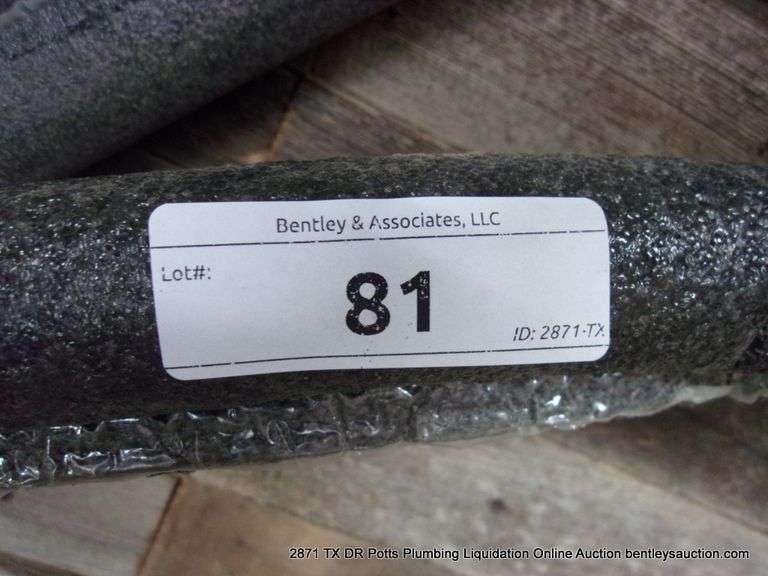 Bentley & Associates, LLC
Lot#:
81
ID: 2871-TX
2871 TX DR Potts Plumbing Liquidation Online Auction bentleysauction.com